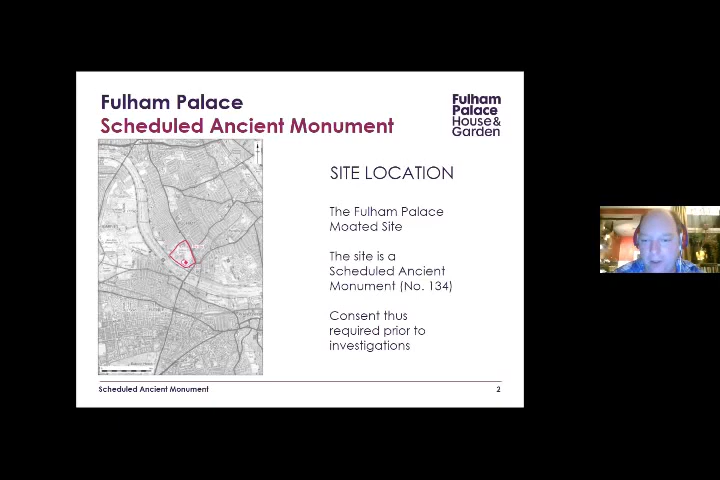 Fulham Palace
Scheduled Ancient Monument
Fulham
Palace
House&
Garden
SITE LOCATION
The Fulham Palace
Moated Site
The site is a
Scheduled Ancient
Monument (No. 134)
Consent thus
required prior to
investigations
Scheduled Ancient Monument
2